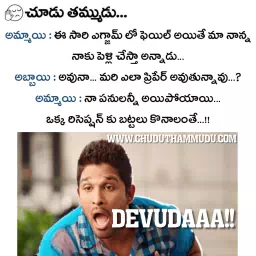 చూడు తమ్ముడు...
అమ్మాయి : ఈ సారి ఎగ్జామ్ లో ఫెయిల్ అయితే మా నాన్న
నాకు పెళ్లి చేస్తా అన్నాడు...
అబ్బాయి : అవునా... మరి ఎలా ప్రిపేర్ అవుతున్నావు...?
అమ్మాయి : నా పనులన్నీ అయిపోయాయి...
ఒక్క రిసెప్షన్ కు బట్టలు కొనాలంతే...!!
WWW.CHUDUTHAMMUDU.COM
DEVUDAAA!!